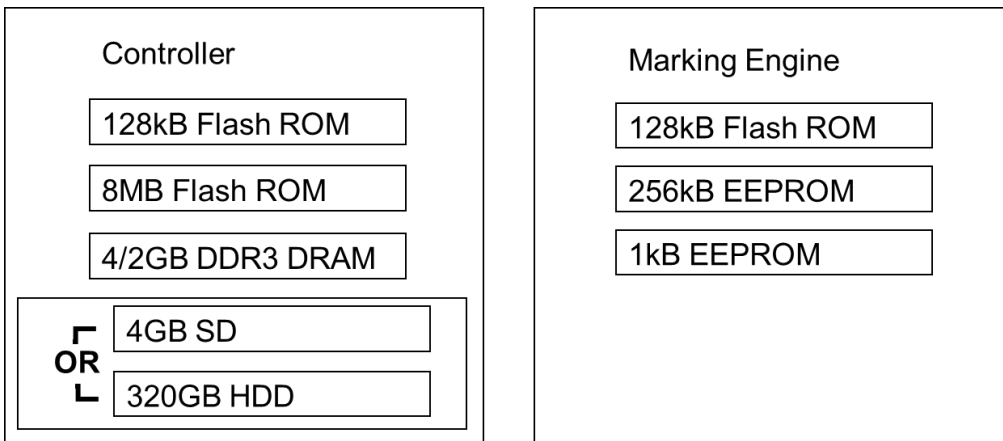 Controller
128kB Flash ROM
8MB Flash ROM
4/2GB DDR3 DRAM
OR
4GB SD
320GB HDD
Marking Engine
128kB Flash ROM
256kB EEPROM
1kB EEPROM